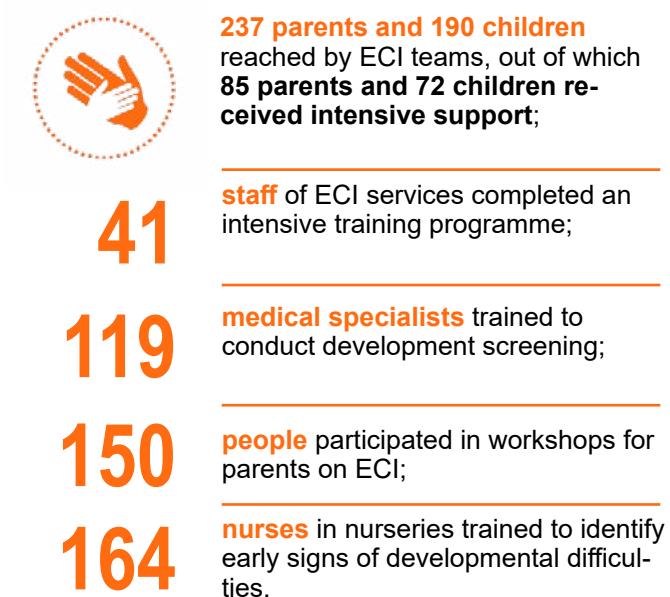 237 parents and 190 children
reached by ECI teams, out of which
85 parents and 72 children re-
ceived intensive support;
41
staff of ECI services completed an
intensive training programme;
119
medical specialists trained to
conduct development screening;
150
people participated in workshops for
parents on ECI;
164
nurses in nurseries trained to identify
early signs of developmental difficul-
ties.